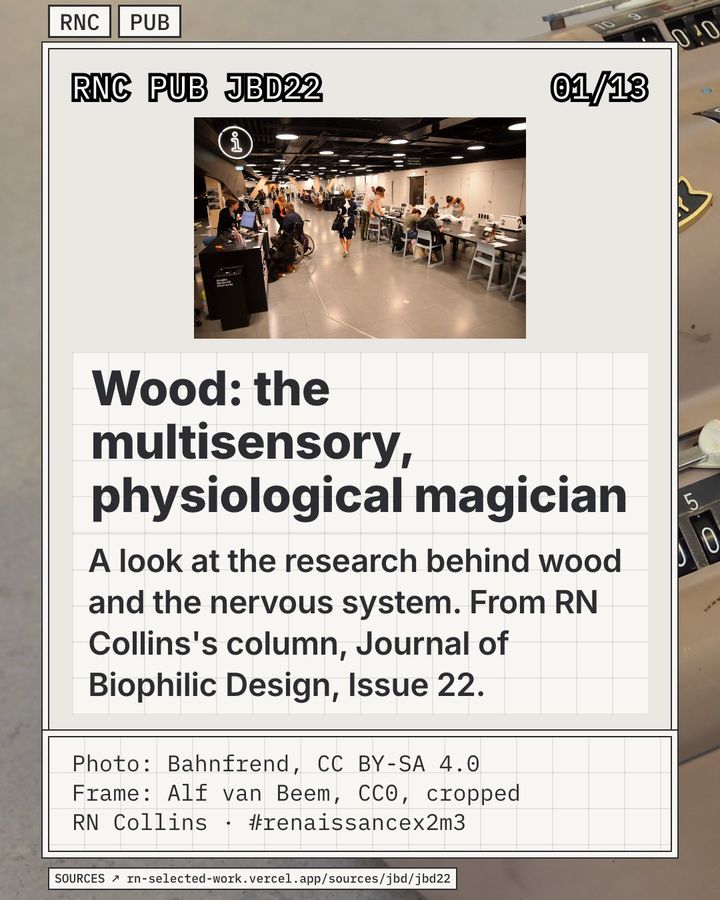 RNC PUB
RNC PUB JBD22 01/13
Wood: the
multisensory,
physiological magician
A look at the research behind wood
and the nervous system. From RN
Collins's column, Journal of
Biophilic Design, Issue 22.
5
Photo: Bahnfrend, CC BY-SA 4.0
Frame: Alf van Beem, CC0, cropped
RN Collins · #renaissancex2m3
SOURCES ↗ rn-selected-work.vercel.app/sources/jbd/jbd22